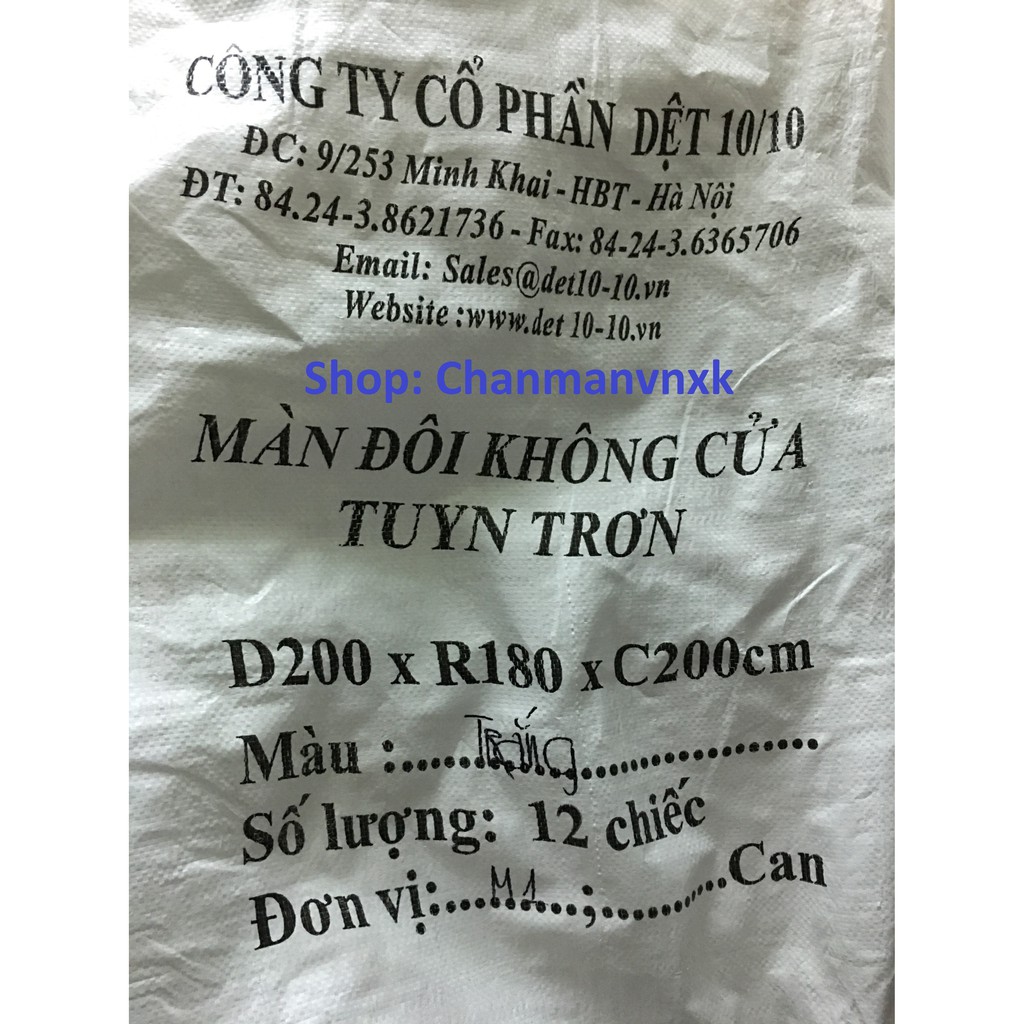 CÔNG TY CỔ PHẦN DỆT 10/10
ĐC: 9/253 Minh Khai - HBT - Hà Nội
ĐT: 84.24-3.8621736 - Fax: 84-24-3.6365706
Email: Sales@det10-10.vn
Website :www.det 10-10.vn
Shop: Chanmanvnxk
MÀN ĐÔI KHÔNG CỬA
TUYN TRƠN
D200 x R180 x C200cm
Màu :......Trắng..................
Số lượng: 12 chiếc
Đơn vị:...M1...;...........Can